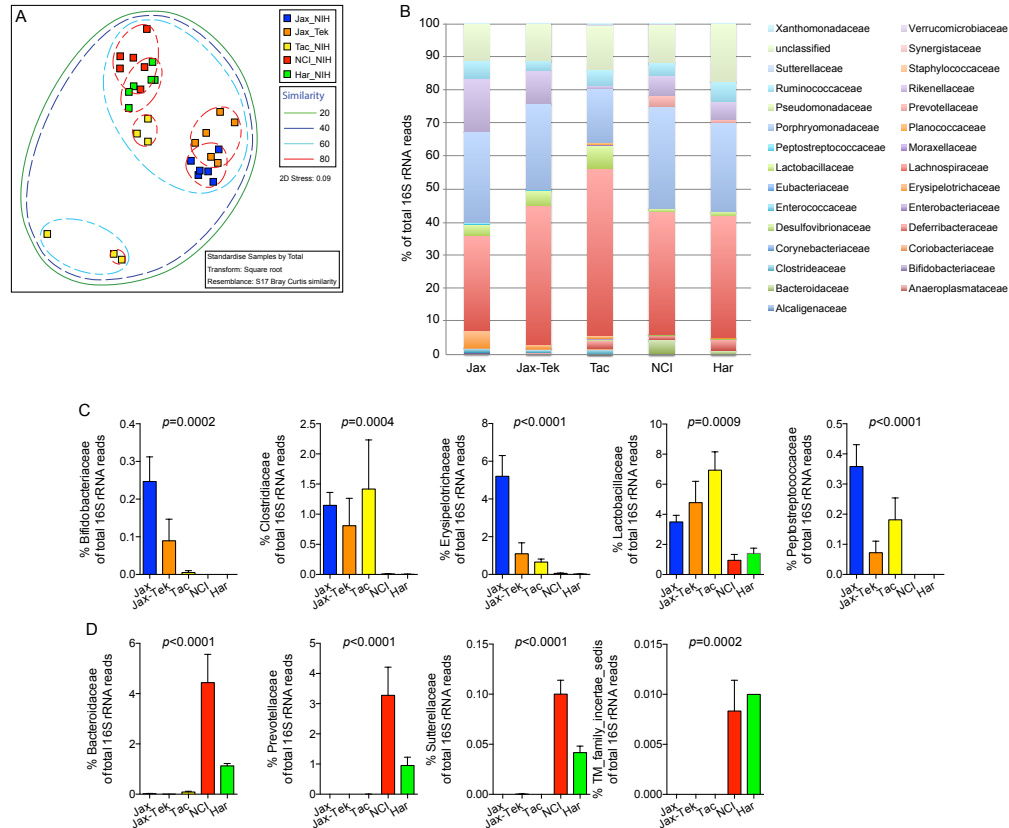 A
Jax_NIH
Jax_Tek
Tac_NIH
NCI_NIH
Har_NIH
Similarity
20
40
60
80
2D Stress: 0.09
Standardise Samples by Total
Transform: Square root
Resemblance: S17 Bray Curtis similarity
B
% of total 16S rRNA reads
100
90
80
70
60
50
40
30
20
10
0
Jax
Jax-Tek
Tac
NCI
Har
Xanthomonadaceae
Verrucomicrobiaceae
unclassified
Synergistaceae
Sutterellaceae
Staphylococcaceae
Ruminococcaceae
Rikenellaceae
Pseudomonadaceae
Prevotellaceae
Porphyromonadaceae
Planococcaceae
Peptostreptococcaceae
Moraxellaceae
Lactobacillaceae
Lachnospiraceae
Eubacteriaceae
Erysipelotrichaceae
Enterococcaceae
Enterobacteriaceae
Desulfovibrionaceae
Deferribacteraceae
Corynebacteriaceae
Coriobacteriaceae
Clostrideaceae
Bifidobacteriaceae
Bacteroidaceae
Anaeroplasmataceae
Alcaligenaceae
C
p=0.0002
% Bifidobacteriaceae
of total 16S rRNA reads
0.4
0.3
0.2
0.1
0.0
Jax
Jax-Tek
Tac
NCI
Har
p=0.0004
% Clostridiaceae
of total 16S rRNA reads
2.5
2.0
1.5
1.0
0.5
0.0
Jax
Jax-Tek
Tac
NCI
Har
p<0.0001
% Erysipelotrichaceae
of total 16S rRNA reads
8
6
4
2
0
Jax
Jax-Tek
Tac
NCI
Har
p=0.0009
% Lactobacillaceae
of total 16S rRNA reads
10
8
6
4
2
0
Jax
Jax-Tek
Tac
NCI
Har
p<0.0001
% Peptostreptococcaceae
of total 16S rRNA reads
0.5
0.4
0.3
0.2
0.1
0.0
Jax
Jax-Tek
Tac
NCI
Har
D
p<0.0001
% Bacteroidaceae
of total 16S rRNA reads
6
4
2
0
Jax
Jax-Tek
Tac
NCI
Har
p<0.0001
% Prevotellaceae
of total 16S rRNA reads
5
4
3
2
1
0
Jax
Jax-Tek
Tac
NCI
Har
p<0.0001
% Sutterellaceae
of total 16S rRNA reads
0.15
0.10
0.05
0.00
Jax
Jax-Tek
Tac
NCI
Har
p=0.0002
% TM_family_incertae_sedis
of total 16S rRNA reads
0.015
0.010
0.005
0.000
Jax
Jax-Tek
Tac
NCI
Har